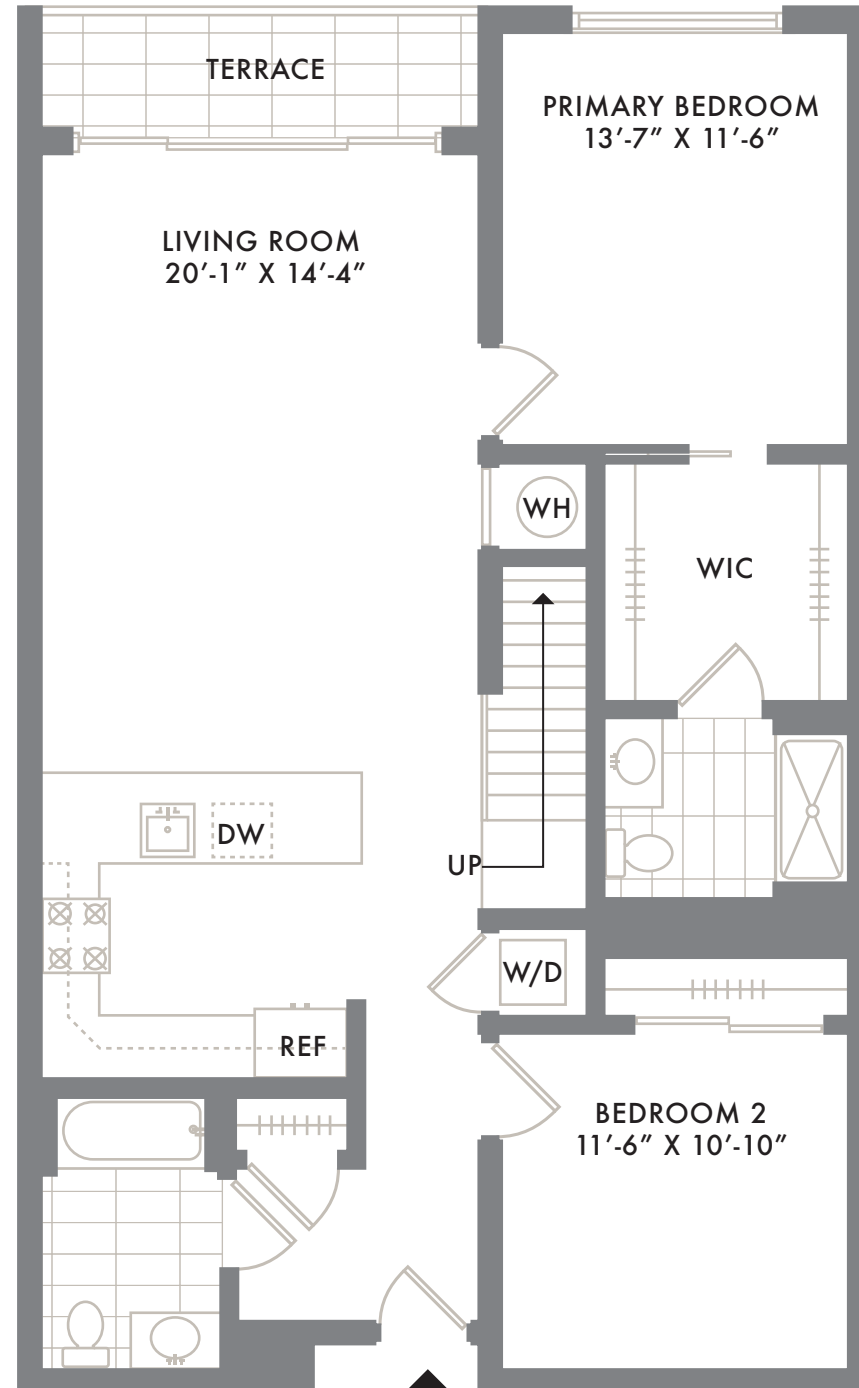 TERRACE
PRIMARY BEDROOM
13′-7″ X 11′-6″
LIVING ROOM
20′-1″ X 14′-4″
WH
WIC
DW
UP
W/D
REF
BEDROOM 2
11′-6″ X 10′-10″